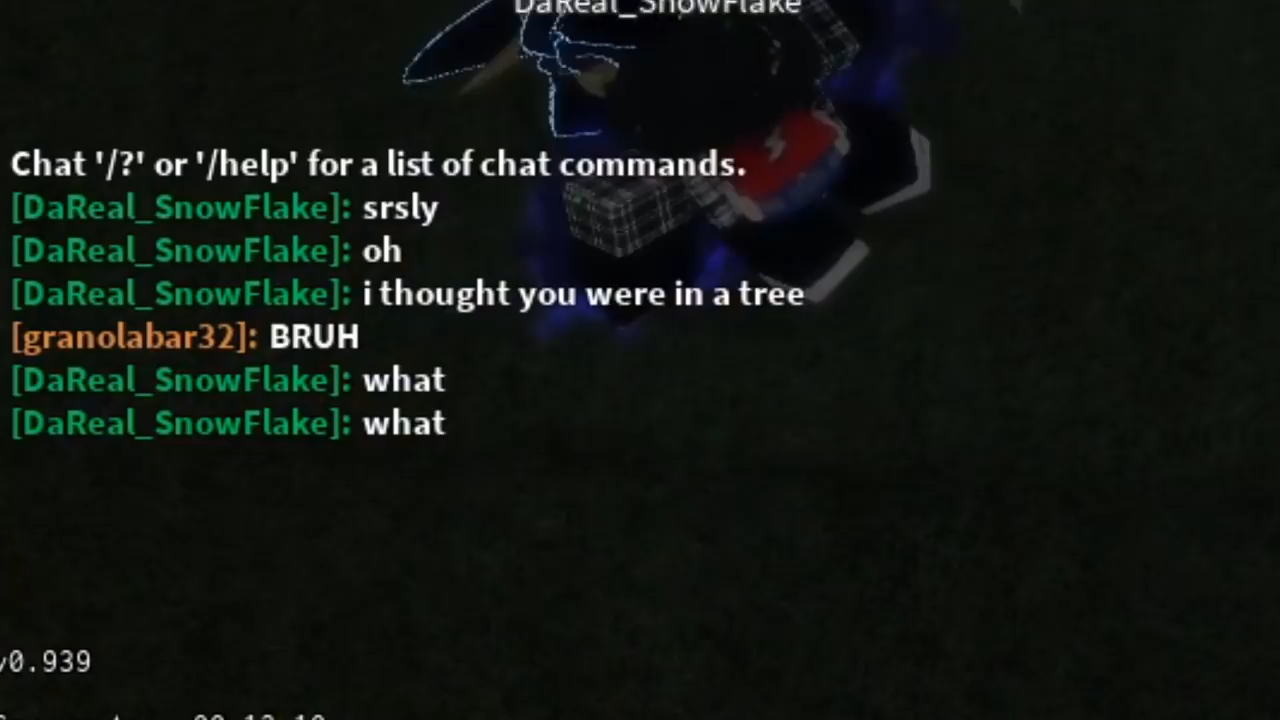 DaReal_SnowFlake
Chat '/?' or '/help' for a list of chat commands.
[DaReal_SnowFlake]: srsly
[DaReal_SnowFlake]: oh
[DaReal_SnowFlake]: i thought you were in a tree
[granolabar32]: BRUH
[DaReal_SnowFlake]: what
[DaReal_SnowFlake]: what
v0.939